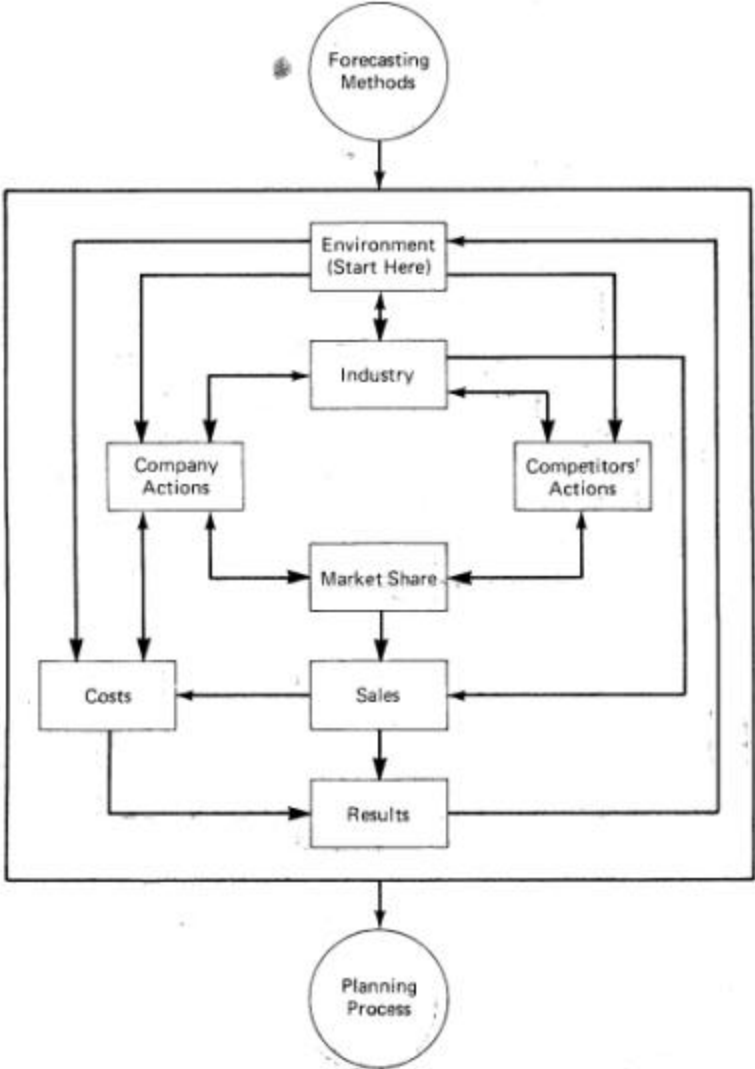 Forecasting
Methods
Environment
(Start Here)
Industry
Company
Actions
Competitors'
Actions
Market Share
Costs
Sales
Results
Planning
Process